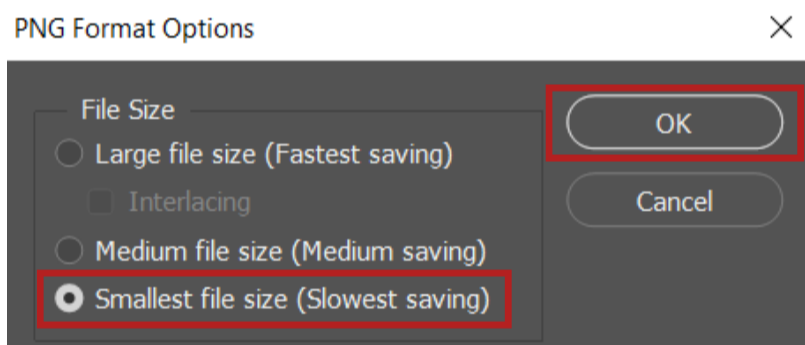 PNG Format Options
File Size
Large file size (Fastest saving)
Interlacing
Medium file size (Medium saving)
Smallest file size (Slowest saving)
OK
Cancel